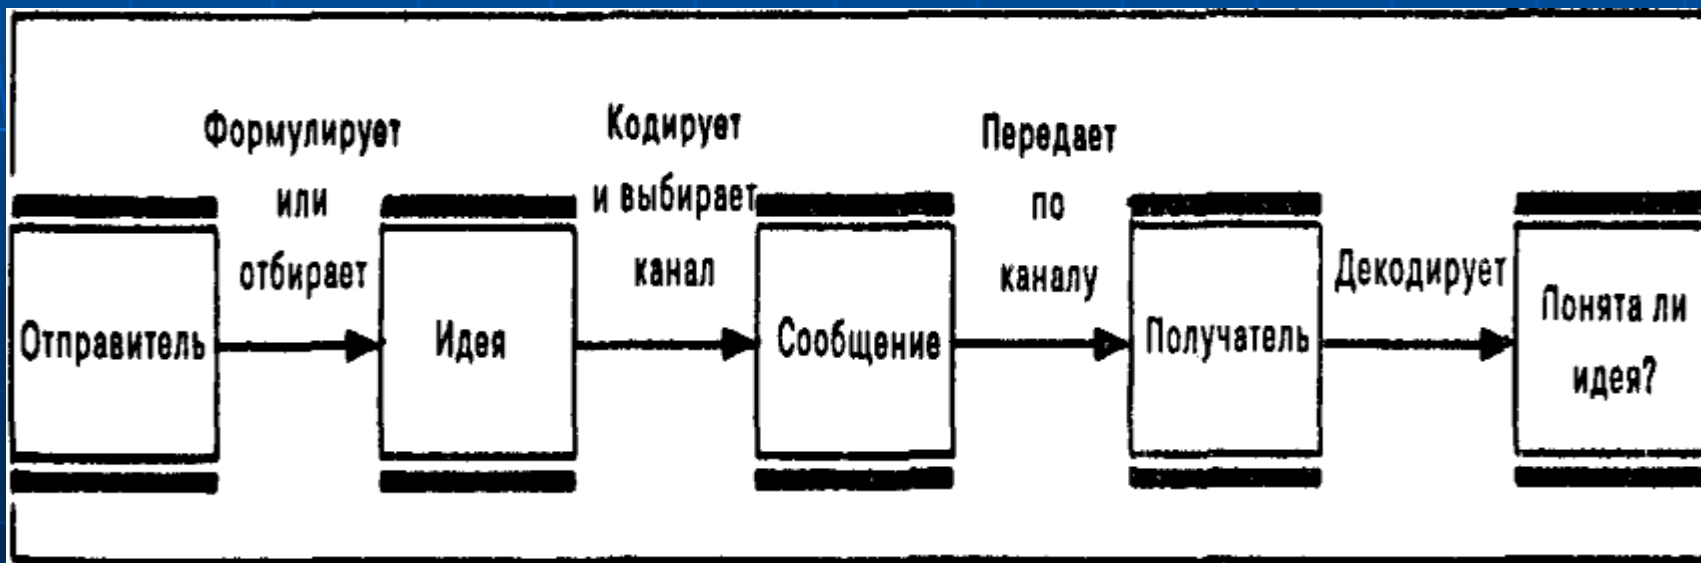 Формулирует
или
отбирает
Кодирует
и выбирает
канал
Передает
по
каналу
Декодирует
Отправитель
Идея
Сообщение
Получатель
Понята ли
идея?